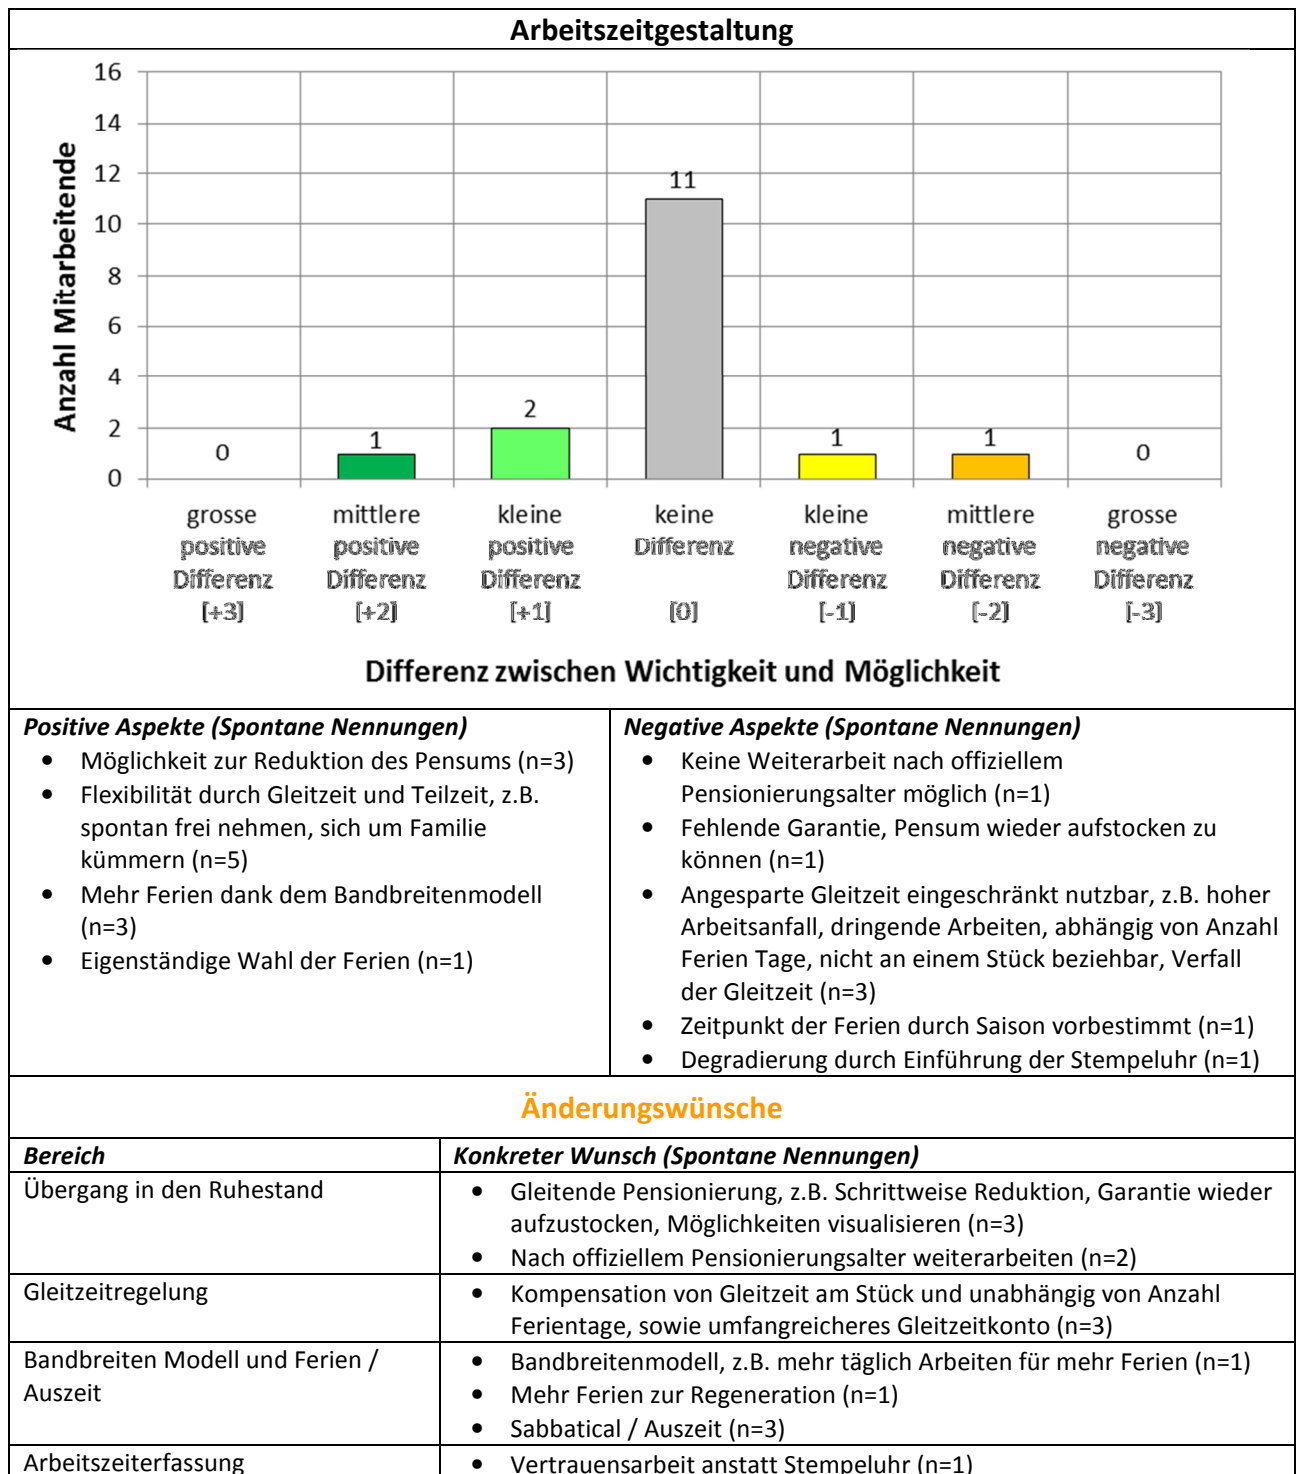 Arbeitszeitgestaltung
16
14
12
10
8
6
4
2
0
Anzahl Mitarbeitende
0
1
2
11
1
1
0
grosse positive Differenz [+3]
mittlere positive Differenz [+2]
kleine positive Differenz [+1]
keine Differenz [0]
kleine negative Differenz [-1]
mittlere negative Differenz [-2]
grosse negative Differenz [-3]
Differenz zwischen Wichtigkeit und Möglichkeit
Positive Aspekte (Spontane Nennungen)
• Möglichkeit zur Reduktion des Pensums (n=3)
• Flexibilität durch Gleitzeit und Teilzeit, z.B.
spontan frei nehmen, sich um Familie
kümmern (n=5)
• Mehr Ferien dank dem Bandbreitenmodell
(n=3)
• Eigenständige Wahl der Ferien (n=1)
Negative Aspekte (Spontane Nennungen)
• Keine Weiterarbeit nach offiziellem
Pensionierungsalter möglich (n=1)
• Fehlende Garantie, Pensum wieder aufstocken zu
können (n=1)
• Angesparte Gleitzeit eingeschränkt nutzbar, z.B. hoher
Arbeitsanfall, dringende Arbeiten, abhängig von Anzahl
Ferien Tage, nicht an einem Stück beziehbar, Verfall
der Gleitzeit (n=3)
• Zeitpunkt der Ferien durch Saison vorbestimmt (n=1)
• Degradierung durch Einführung der Stempeluhr (n=1)
Änderungswünsche
Bereich
Konkreter Wunsch (Spontane Nennungen)
Übergang in den Ruhestand
• Gleitende Pensionierung, z.B. Schrittweise Reduktion, Garantie wieder
aufzustocken, Möglichkeiten visualisieren (n=3)
• Nach offiziellem Pensionierungsalter weiterarbeiten (n=2)
Gleitzeitregelung
• Kompensation von Gleitzeit am Stück und unabhängig von Anzahl
Ferientage, sowie umfangreicheres Gleitzeitkonto (n=3)
Bandbreiten Modell und Ferien /
Auszeit
• Bandbreitenmodell, z.B. mehr täglich Arbeiten für mehr Ferien (n=1)
• Mehr Ferien zur Regeneration (n=1)
• Sabbatical / Auszeit (n=3)
Arbeitszeiterfassung
• Vertrauensarbeit anstatt Stempeluhr (n=1)